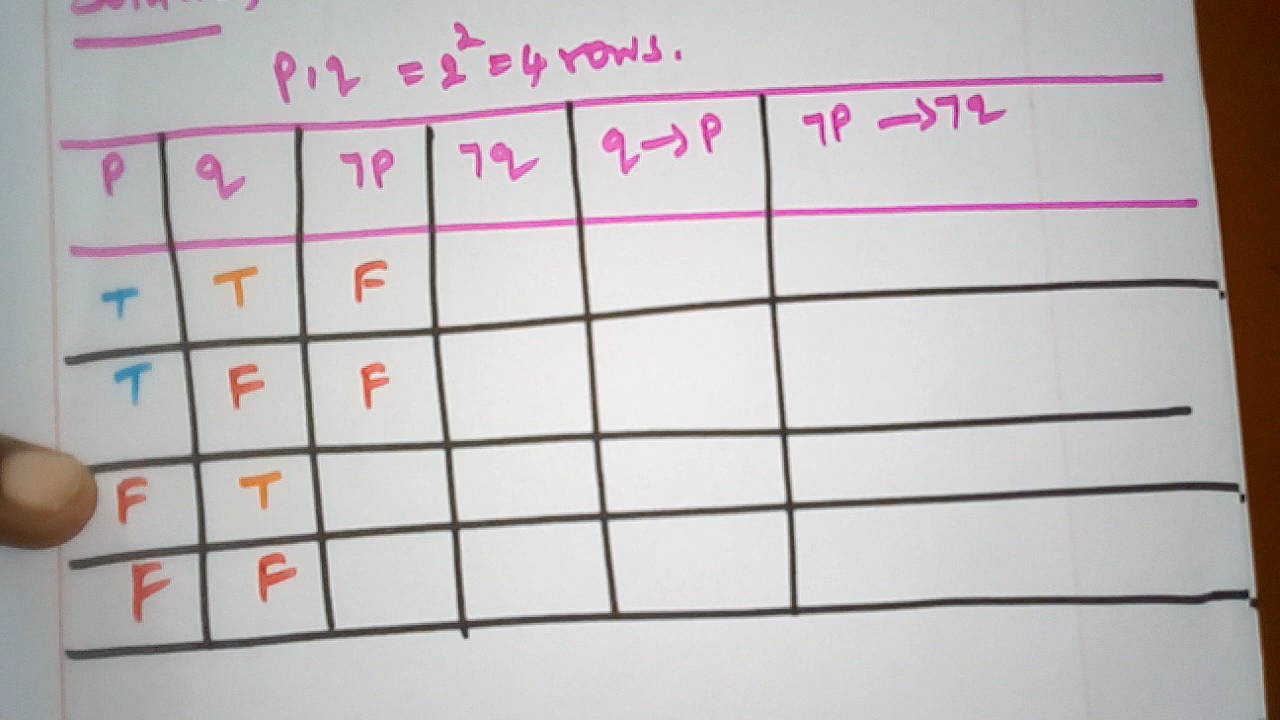 P, q = 2² = 4 rows.
P q ¬P ¬q q → P ¬P → ¬q
T T F
T F F
F T
F F